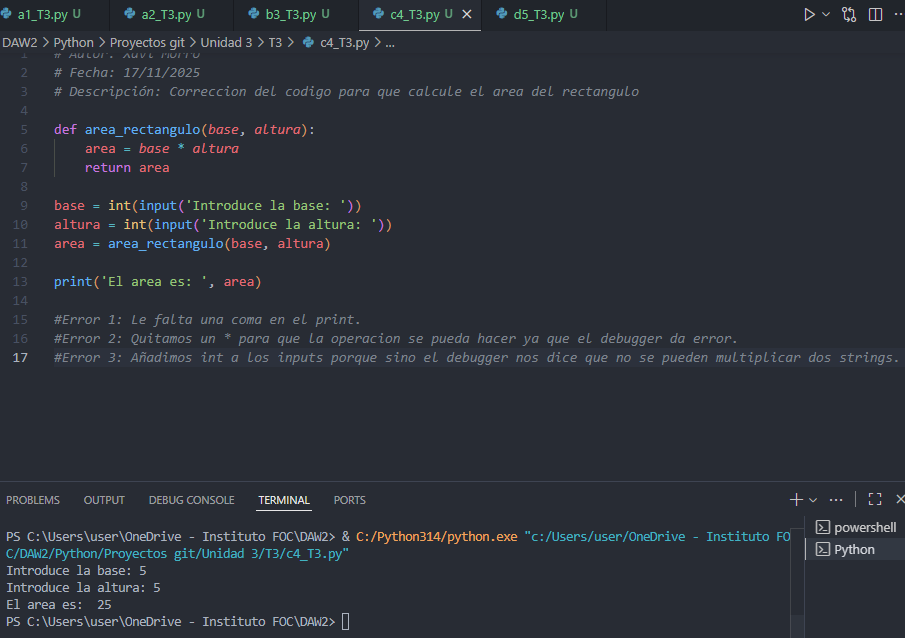 a1_T3.py U a2_T3.py U b3_T3.py U c4_T3.py U d5_T3.py U
DAW2 > Python > Proyectos git > Unidad 3 > T3 > c4_T3.py > ...
1 # Autor: Xavi Morro
2 # Fecha: 17/11/2025
3 # Descripción: Correccion del codigo para que calcule el area del rectangulo
4
5 def area_rectangulo(base, altura):
6 area = base * altura
7 return area
8
9 base = int(input('Introduce la base: '))
10 altura = int(input('Introduce la altura: '))
11 area = area_rectangulo(base, altura)
12
13 print('El area es: ', area)
14
15 #Error 1: Le falta una coma en el print.
16 #Error 2: Quitamos un * para que la operacion se pueda hacer ya que el debugger da error.
17 #Error 3: Añadimos int a los inputs porque sino el debugger nos dice que no se pueden multiplicar dos strings.
PROBLEMS OUTPUT DEBUG CONSOLE TERMINAL PORTS
PS C:\Users\user\OneDrive - Instituto FOC\DAW2> & C:/Python314/python.exe "c:/Users/user/OneDrive - Instituto FO
C/DAW2/Python/Proyectos git/Unidad 3/T3/c4_T3.py"
Introduce la base: 5
Introduce la altura: 5
El area es:  25
PS C:\Users\user\OneDrive - Instituto FOC\DAW2>
powershell
Python